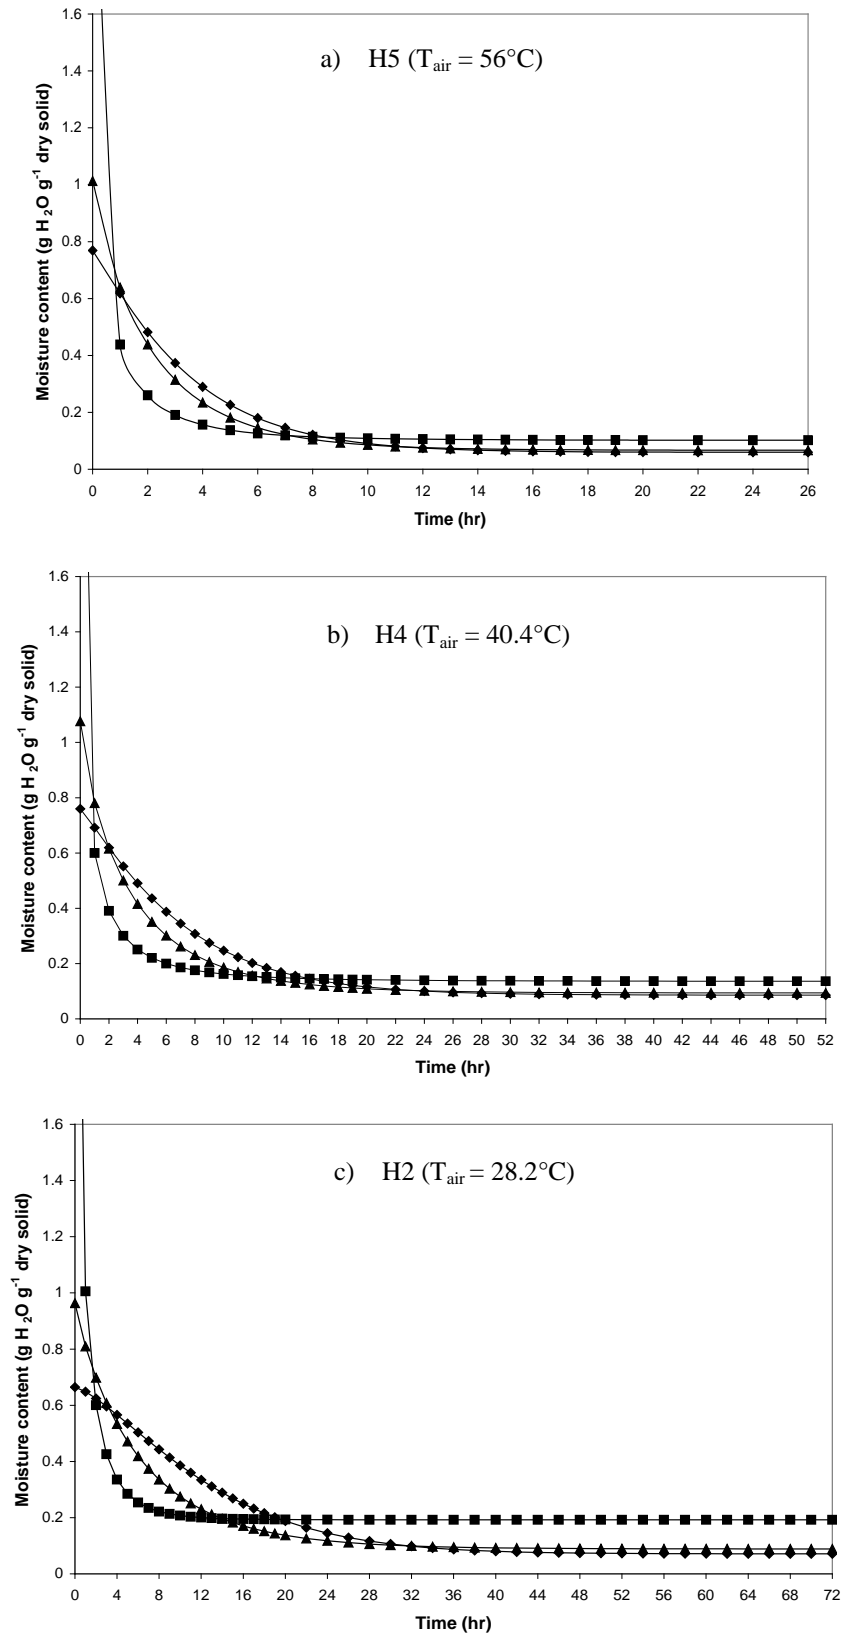 a) H5 (Tair = 56°C)
Moisture content (g H2O g-1 dry solid)
1.6
1.4
1.2
1
0.8
0.6
0.4
0.2
0
0 2 4 6 8 10 12 14 16 18 20 22 24 26
Time (hr)
b) H4 (Tair = 40.4°C)
Moisture content (g H2O g-1 dry solid)
1.6
1.4
1.2
1
0.8
0.6
0.4
0.2
0
0 2 4 6 8 10 12 14 16 18 20 22 24 26 28 30 32 34 36 38 40 42 44 46 48 50 52
Time (hr)
c) H2 (Tair = 28.2°C)
Moisture content (g H2O g-1 dry solid)
1.6
1.4
1.2
1
0.8
0.6
0.4
0.2
0
0 4 8 12 16 20 24 28 32 36 40 44 48 52 56 60 64 68 72
Time (hr)